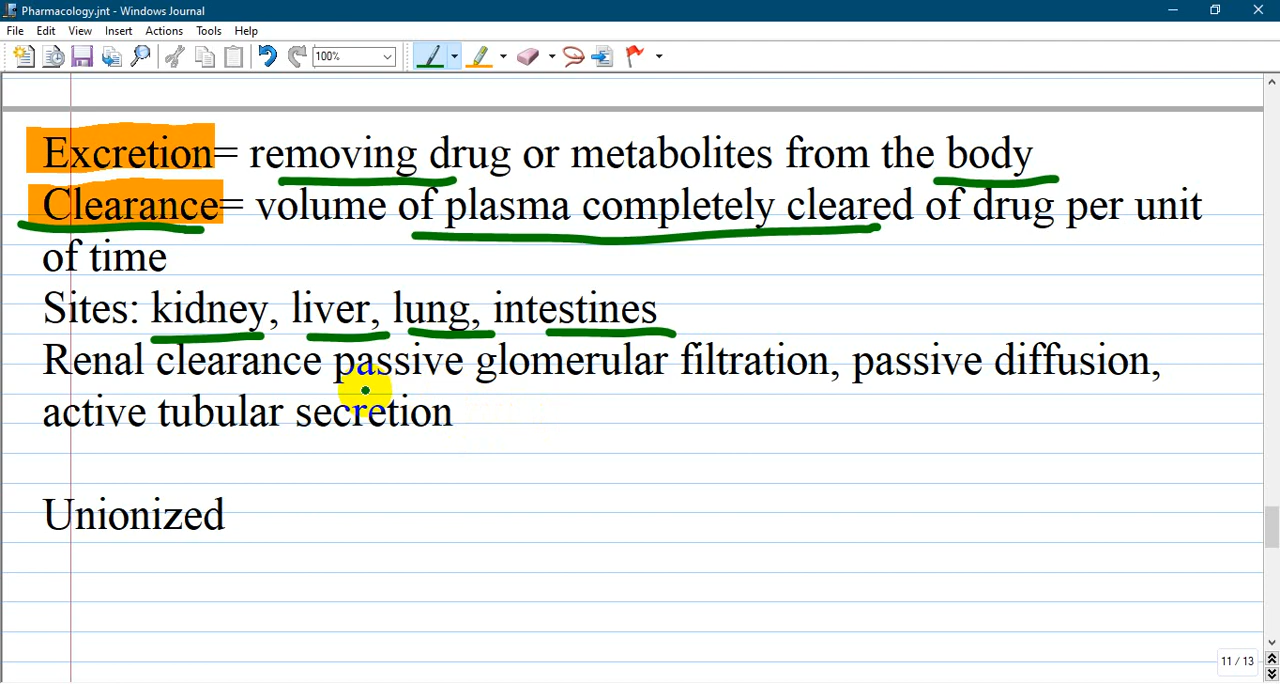 Pharmacology.jnt - Windows Journal
File Edit View Insert Actions Tools Help
100%
Excretion= removing drug or metabolites from the body
Clearance= volume of plasma completely cleared of drug per unit
of time
Sites: kidney, liver, lung, intestines
Renal clearance passive glomerular filtration, passive diffusion,
active tubular secretion
Unionized
11 / 13